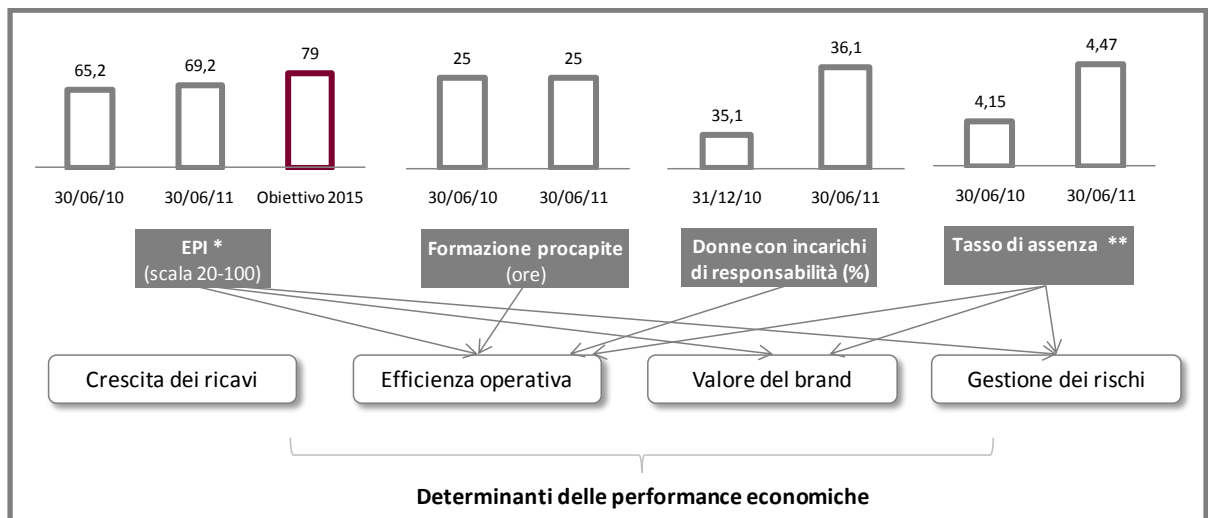 65,2
69,2
79
25
25
35,1
36,1
4,15
4,47
30/06/10
30/06/11
Obiettivo 2015
30/06/10
30/06/11
31/12/10
30/06/11
30/06/10
30/06/11
EPI *
(scala 20-100)
Formazione procapite
(ore)
Donne con incarichi
di responsabilità (%)
Tasso di assenza **
Crescita dei ricavi
Efficienza operativa
Valore del brand
Gestione dei rischi
Determinanti delle performance economiche